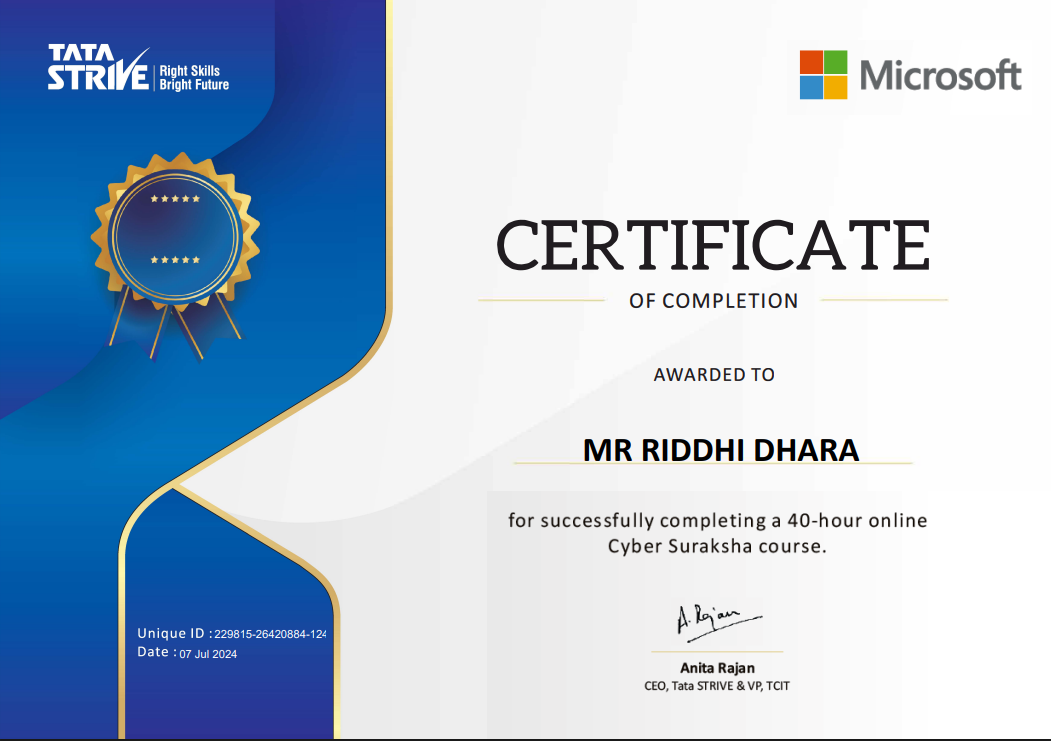 TATA
STRIVE
Right Skills
Bright Future
Microsoft
CERTIFICATE
OF COMPLETION
AWARDED TO
MR RIDDHI DHARA
for successfully completing a 40-hour online
Cyber Suraksha course.
A. Rajan
Unique ID : 229815-26420884-124
Date : 07 Jul 2024
Anita Rajan
CEO, Tata STRIVE & VP, TCIT